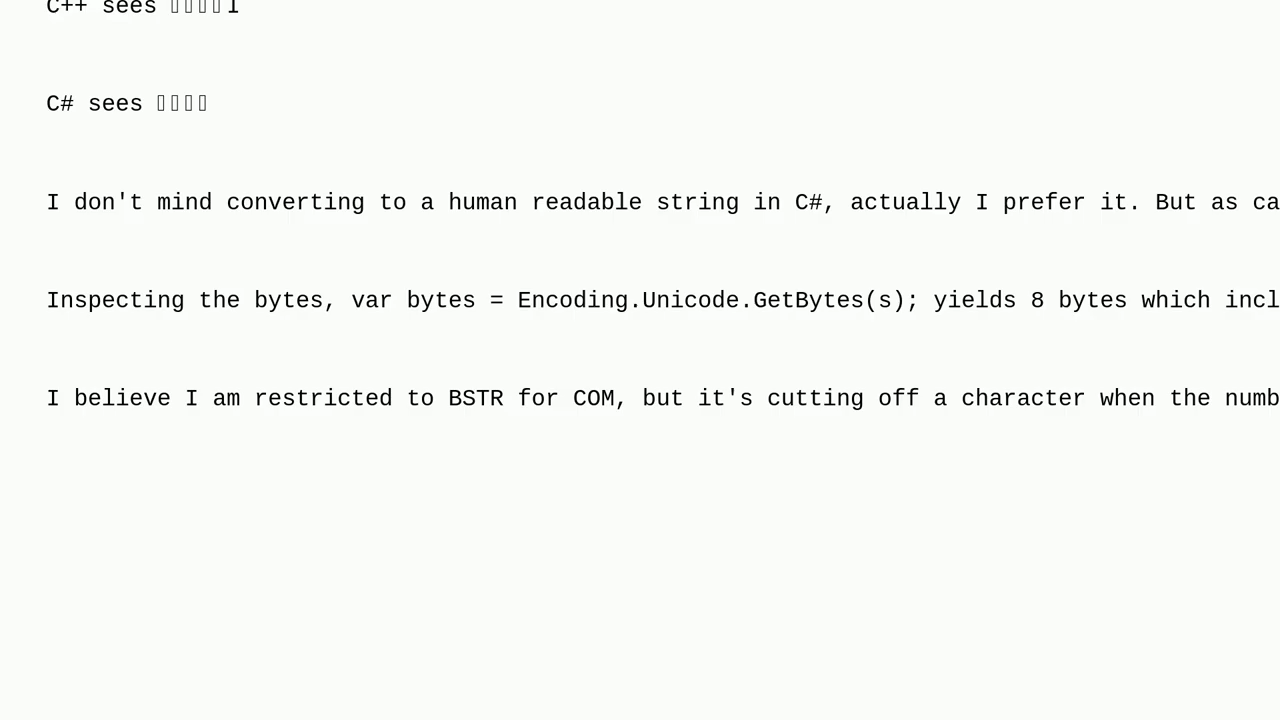 C++ sees 𑀀𑀀𑀀𑀀I
C# sees
I don't mind converting to a human readable string in C#, actually I prefer it. But as ca
Inspecting the bytes, var bytes = Encoding.Unicode.GetBytes(s); yields 8 bytes which incl
I believe I am restricted to BSTR for COM, but it's cutting off a character when the numb